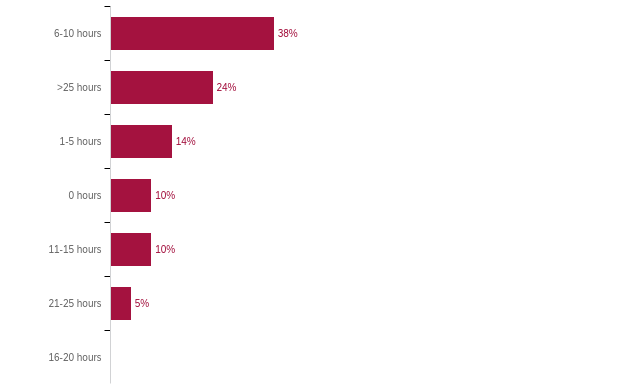 6-10 hours 38%
>25 hours 24%
1-5 hours 14%
0 hours 10%
11-15 hours 10%
21-25 hours 5%
16-20 hours